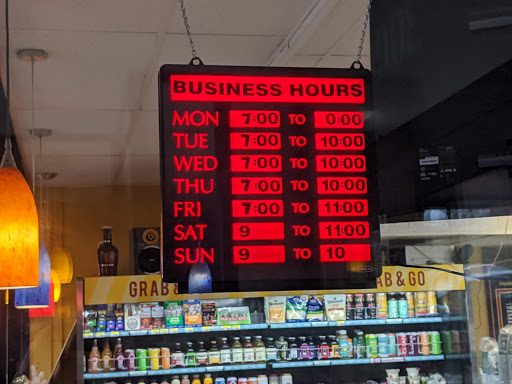 BUSINESS HOURS
MON 7:00 TO 0:00
TUE 7:00 TO 10:00
WED 7:00 TO 10:00
THU 7:00 TO 10:00
FRI 7:00 TO 11:00
SAT 9 TO 11:00
SUN 9 TO 10
GRAB & GO